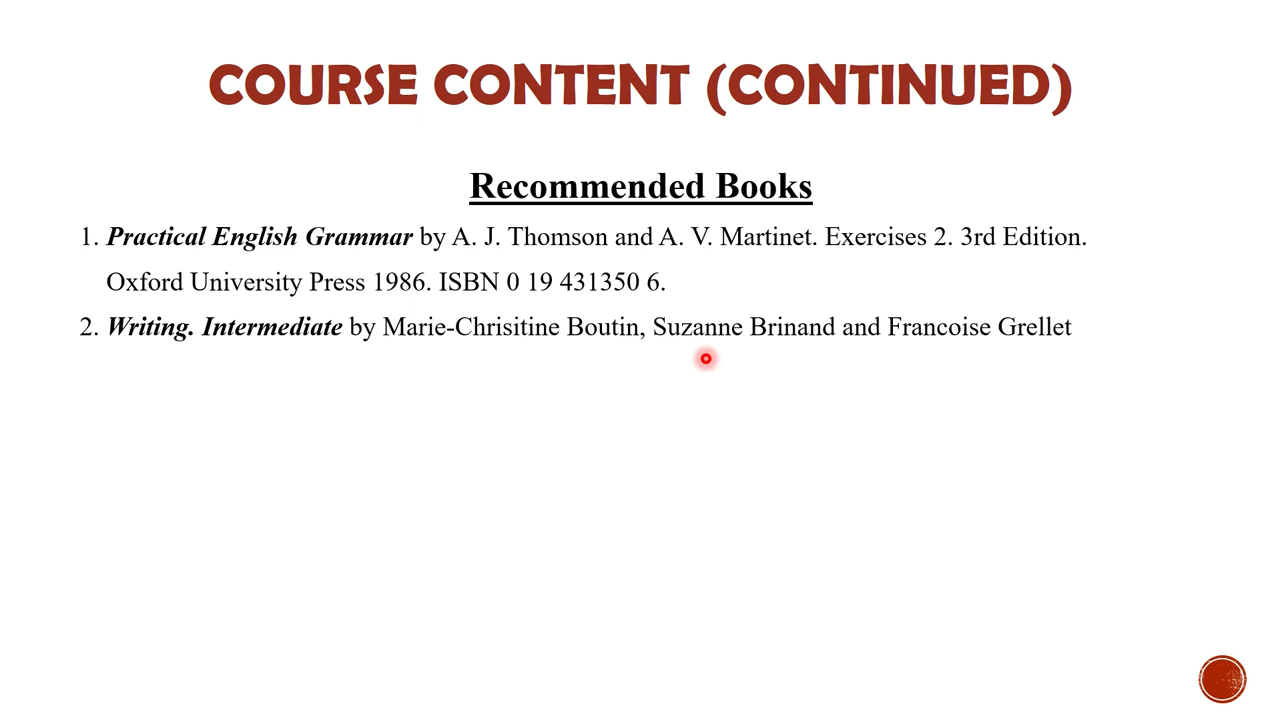 COURSE CONTENT (CONTINUED)
Recommended Books
1. Practical English Grammar by A. J. Thomson and A. V. Martinet. Exercises 2. 3rd Edition.
Oxford University Press 1986. ISBN 0 19 431350 6.
2. Writing. Intermediate by Marie-Chrisitine Boutin, Suzanne Brinand and Francoise Grellet